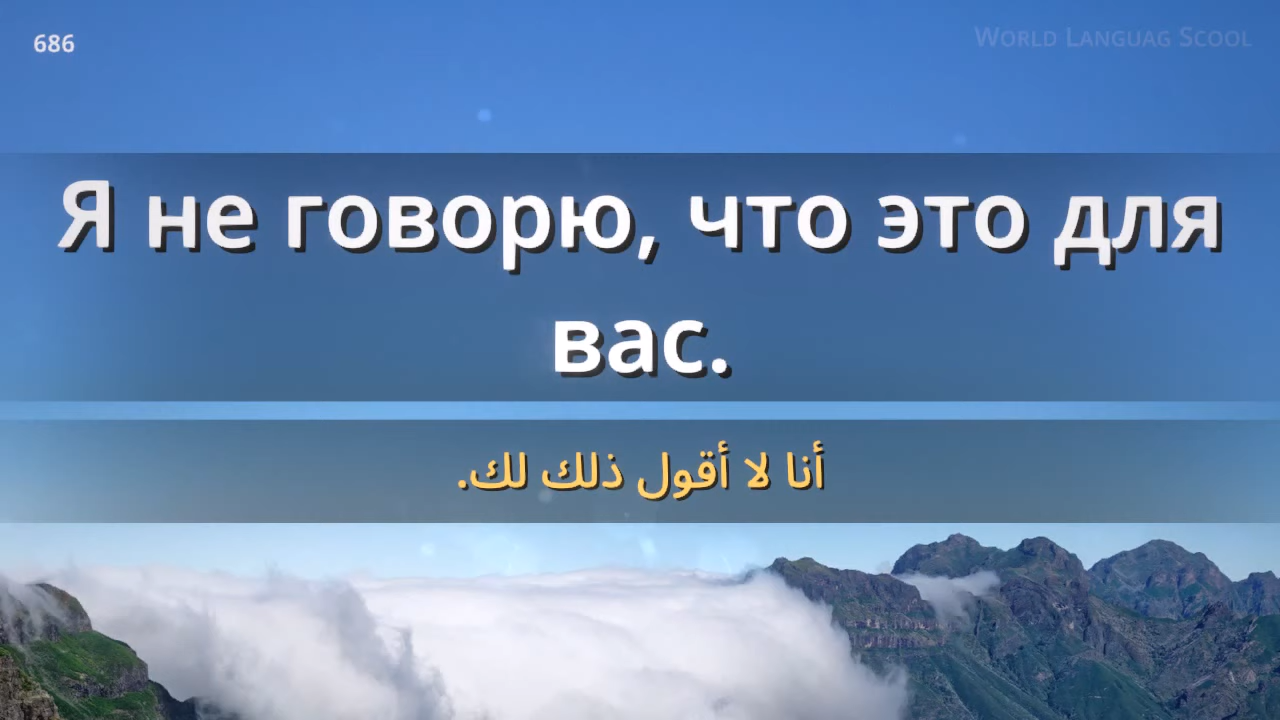 686
World Languag Scool
Я не говорю, что это для
вас.
أنا لا أقول ذلك لك.